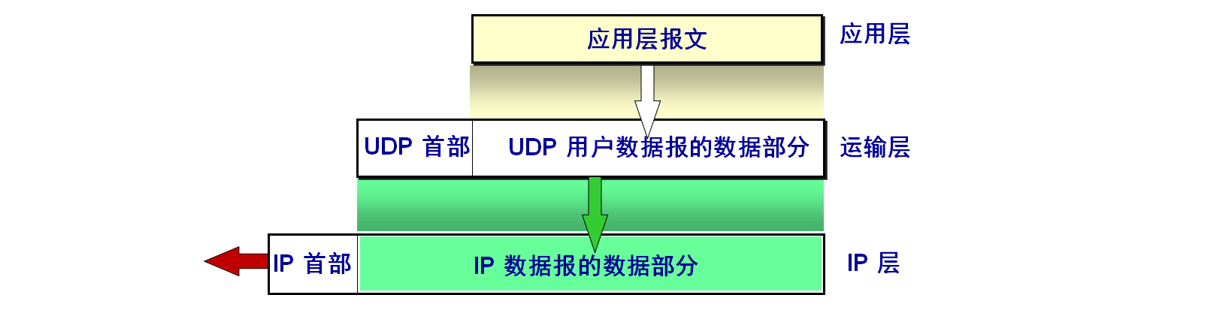 应用层报文
应用层
UDP 首部
UDP 用户数据报的数据部分
运输层
IP 首部
IP 数据报的数据部分
IP 层